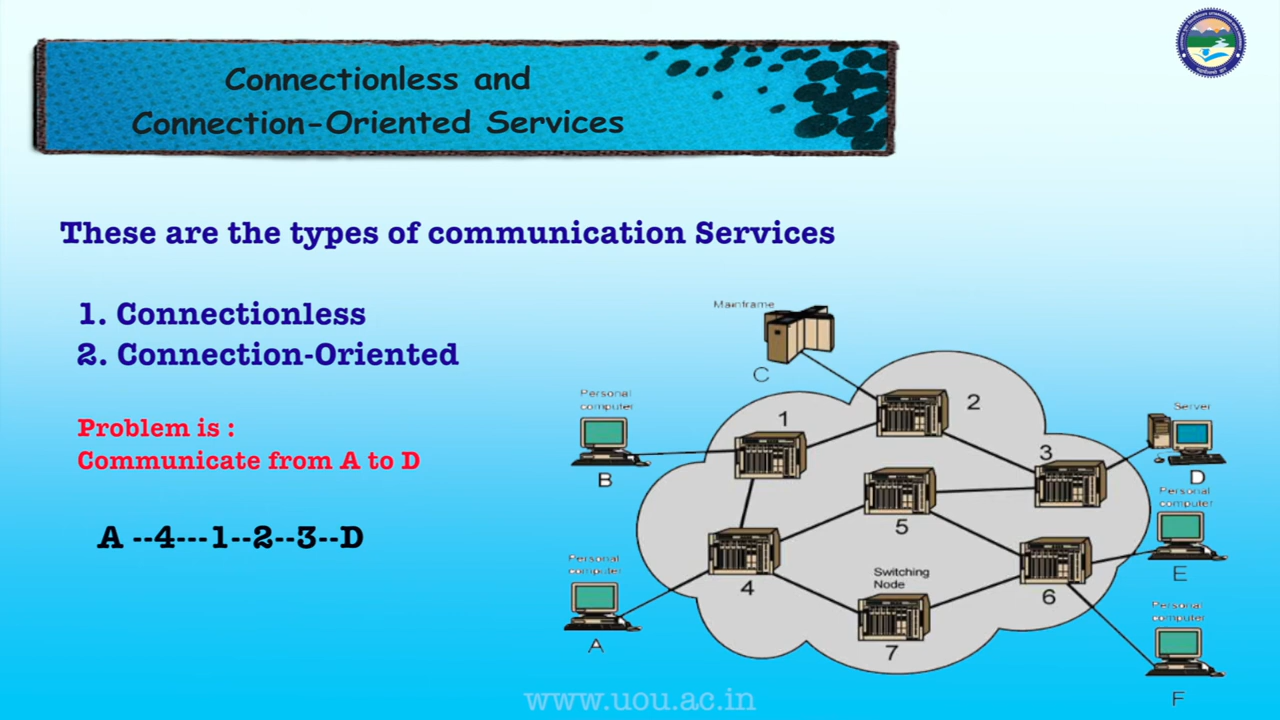 Connectionless and
Connection-Oriented Services
These are the types of communication Services
1. Connectionless
2. Connection-Oriented
Problem is :
Communicate from A to D
A --4---1--2--3--D
Mainframe
C
2
Personal
computer
B
1
3
Server
D
Personal
computer
E
5
Personal
computer
A
4
Switching
Node
7
6
Personal
computer
F
www.uou.ac.in